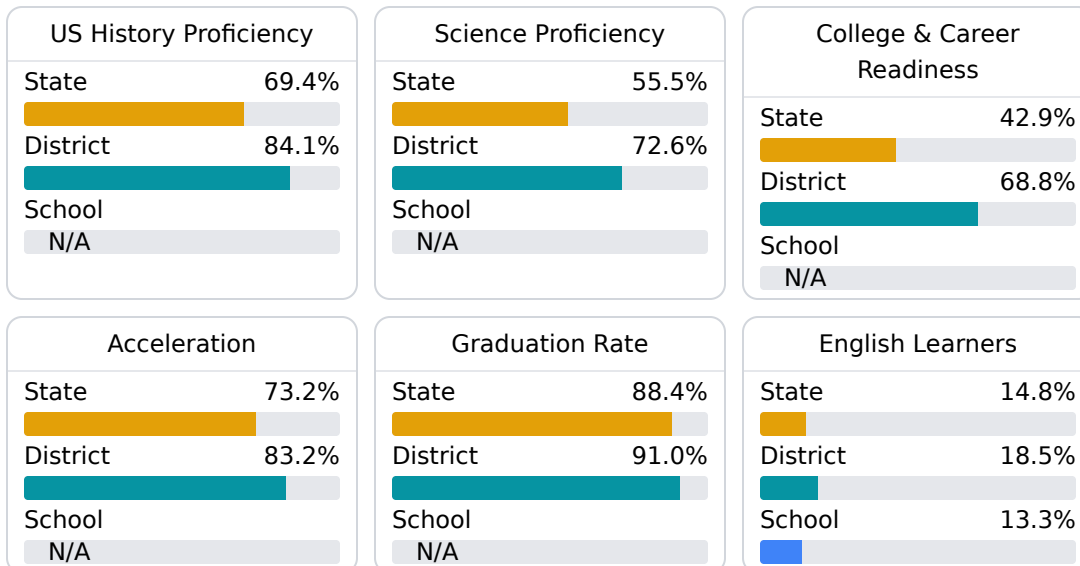 US History Proficiency
State 69.4%
District 84.1%
School
N/A
Science Proficiency
State 55.5%
District 72.6%
School
N/A
College & Career
Readiness
State 42.9%
District 68.8%
School
N/A
Acceleration
State 73.2%
District 83.2%
School
N/A
Graduation Rate
State 88.4%
District 91.0%
School
N/A
English Learners
State 14.8%
District 18.5%
School 13.3%